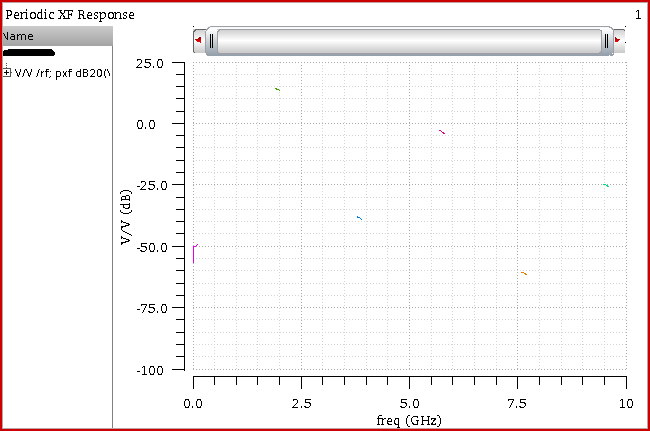 Periodic XF Response 1
Name
V/V /rf; pxf dB20(V
25.0
0.0
-25.0
-50.0
-75.0
-100
V/V (dB)
0.0 2.5 5.0 7.5 10
freq (GHz)